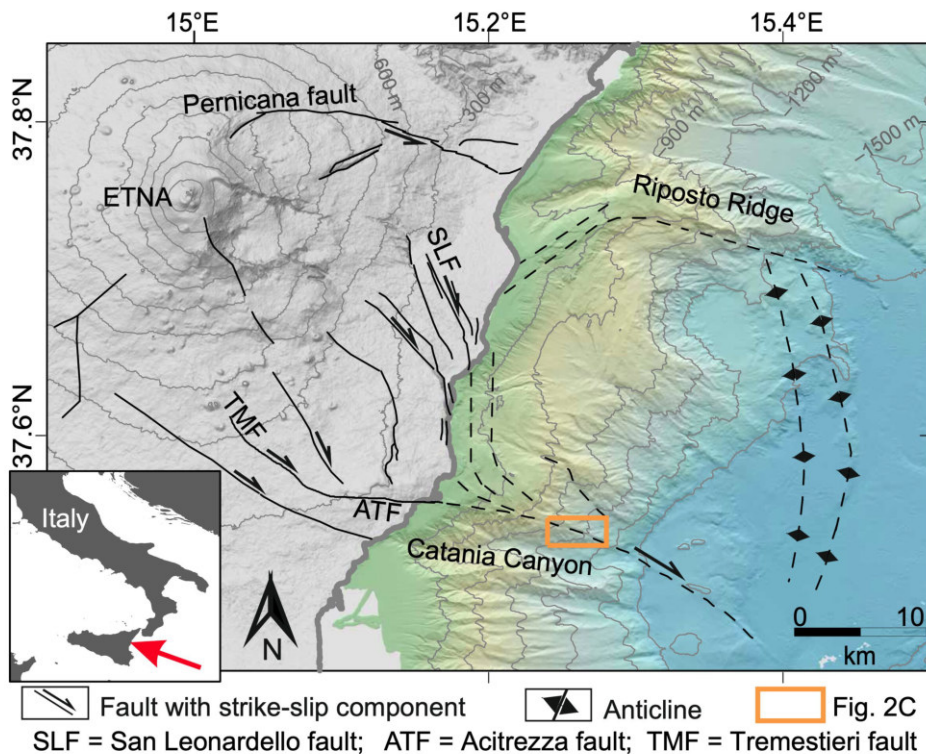 15°E 15.2°E 15.4°E
37.8°N
37.6°N
600 m
300 m
-900 m
-1200 m
-1500 m
Pernicana fault
ETNA
Riposto Ridge
SLF
TMF
ATF
Catania Canyon
Italy
N
0 10
km
Fault with strike-slip component Anticline Fig. 2C
SLF = San Leonardello fault; ATF = Acitrezza fault; TMF = Tremestieri fault